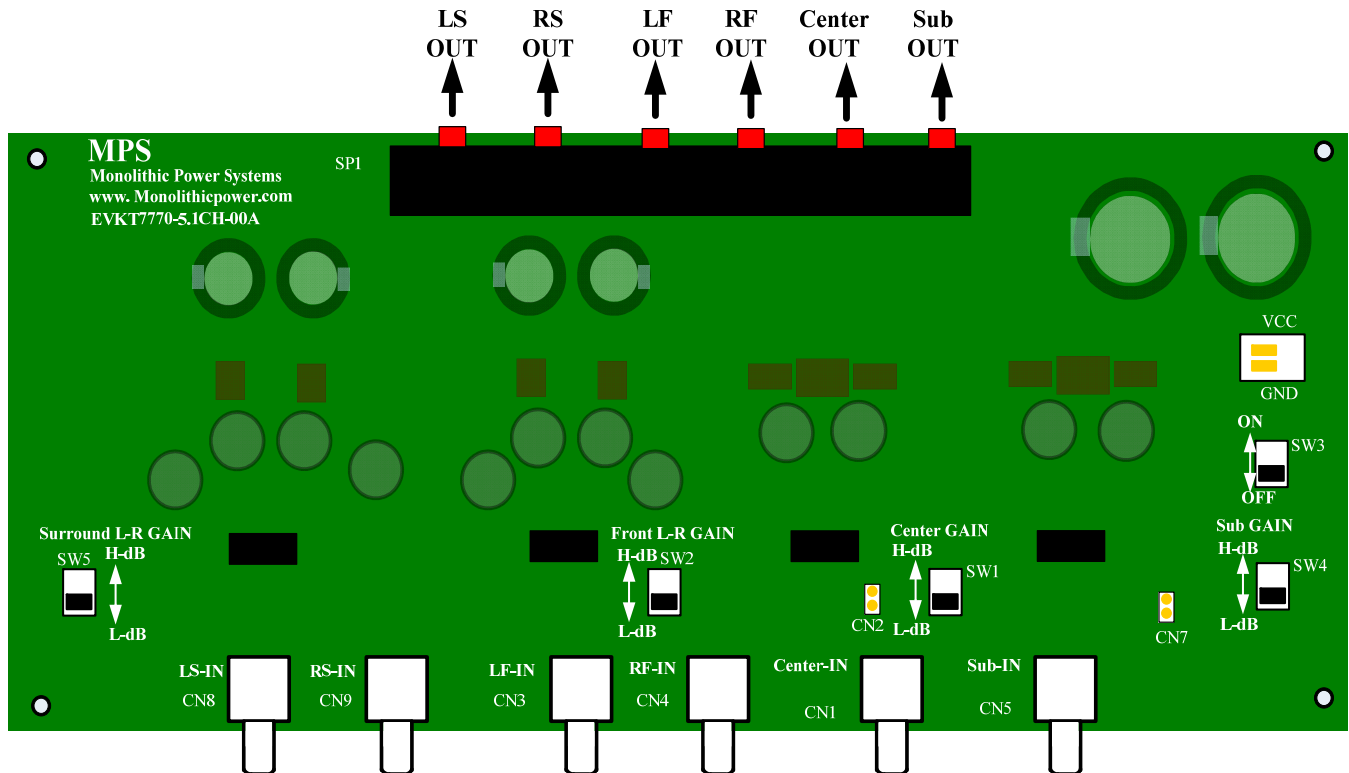 LS OUT
RS OUT
LF OUT
RF OUT
Center OUT
Sub OUT
MPS
Monolithic Power Systems
www. Monolithicpower.com
EVKT7770-5.1CH-00A
SP1
VCC
GND
ON
SW3
OFF
Surround L-R GAIN
SW5
H-dB
L-dB
Front L-R GAIN
H-dB
SW2
L-dB
Center GAIN
H-dB
SW1
L-dB
CN2
Sub GAIN
H-dB
SW4
L-dB
CN7
LS-IN
CN8
RS-IN
CN9
LF-IN
CN3
RF-IN
CN4
Center-IN
CN1
Sub-IN
CN5